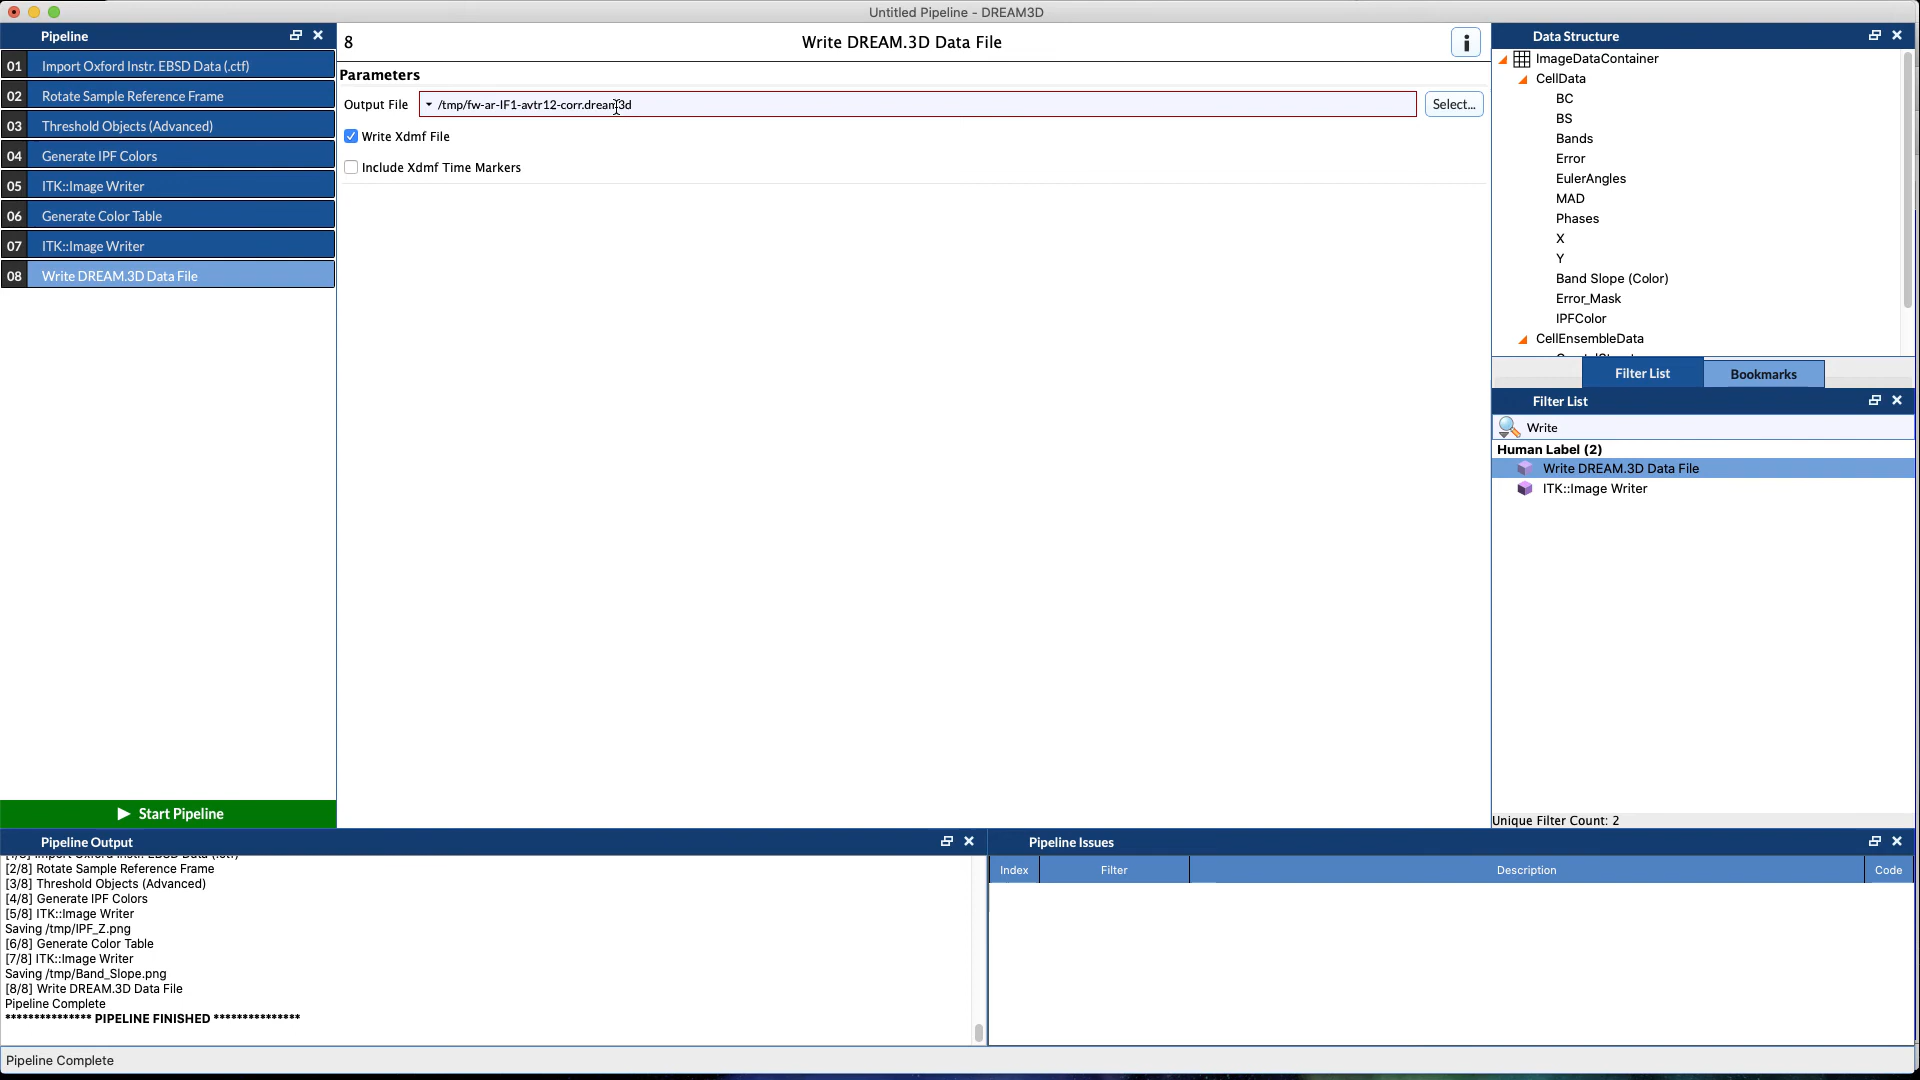 Untitled Pipeline - DREAM3D
Pipeline
01 Import Oxford Instr. EBSD Data (.ctf)
02 Rotate Sample Reference Frame
03 Threshold Objects (Advanced)
04 Generate IPF Colors
05 ITK::Image Writer
06 Generate Color Table
07 ITK::Image Writer
08 Write DREAM.3D Data File
Start Pipeline
8 Write DREAM.3D Data File
Parameters
Output File /tmp/fw-ar-IF1-avtr12-corr.dream3d Select...
Write Xdmf File
Include Xdmf Time Markers
Data Structure
ImageDataContainer
CellData
BC
BS
Bands
Error
EulerAngles
MAD
Phases
X
Y
Band Slope (Color)
Error_Mask
IPFColor
CellEnsembleData
Filter List Bookmarks
Filter List
Write
Human Label (2)
Write DREAM.3D Data File
ITK::Image Writer
Unique Filter Count: 2
Pipeline Output
[1/8] Import Oxford Instr. EBSD Data (.ctf)
[2/8] Rotate Sample Reference Frame
[3/8] Threshold Objects (Advanced)
[4/8] Generate IPF Colors
[5/8] ITK::Image Writer
Saving /tmp/IPF_Z.png
[6/8] Generate Color Table
[7/8] ITK::Image Writer
Saving /tmp/Band_Slope.png
[8/8] Write DREAM.3D Data File
Pipeline Complete
*************** PIPELINE FINISHED ***************
Pipeline Issues
Index Filter Description Code
Pipeline Complete